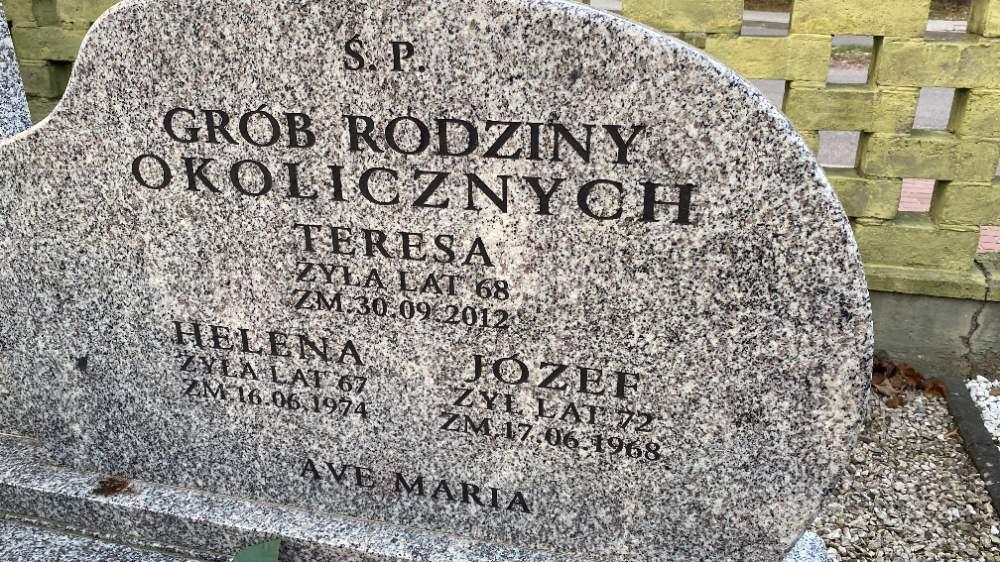 Ś. P.
GRÓB RODZINY
OKOLICZNYCH
TERESA
ŻYŁA LAT 68
ZM.30.09.2012
HELENA
ŻYŁA LAT 67
ZM.16.06.1974
JÓZEF
ŻYŁ LAT 72
ZM.17.06.1968
AVE MARIA